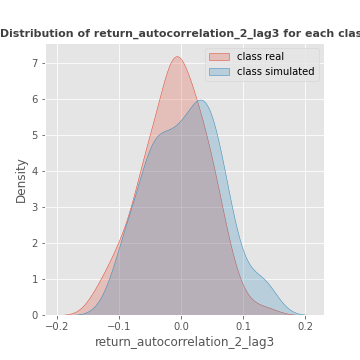 Distribution of return_autocorrelation_2_lag3 for each clas
class real
class simulated
7
6
5
4
3
2
1
0
Density
−0.2 −0.1 0.0 0.1 0.2
return_autocorrelation_2_lag3